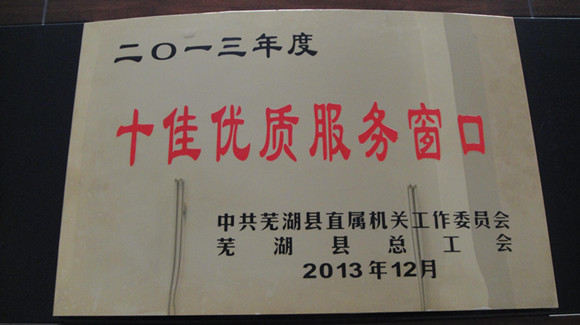 二〇一三年度
十佳优质服务窗口
中共芜湖县直属机关工作委员会
芜湖县总工会
2013年12月